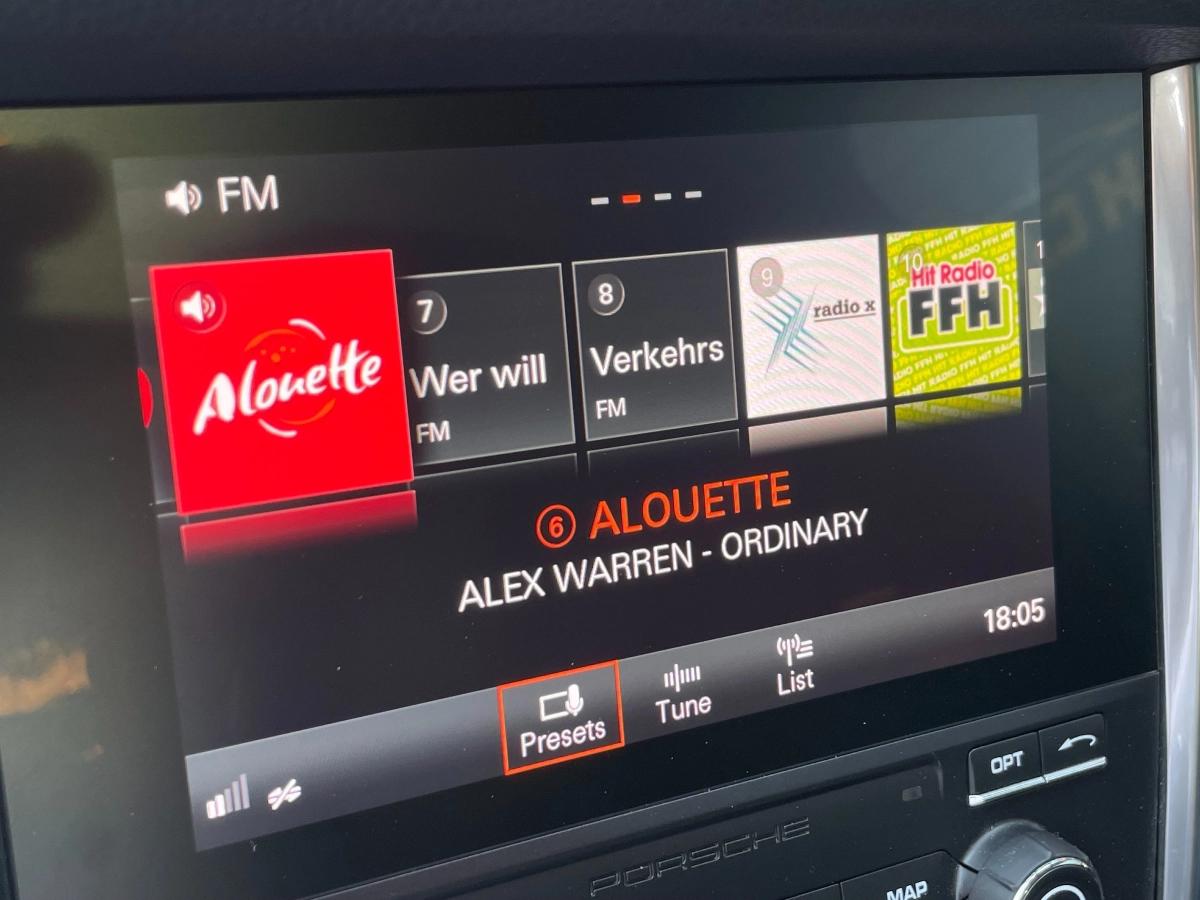 FM
Alouette
7
Wer will
FM
8
Verkehrs
FM
9
radio x
10
Hit Radio
FFH
1
6 ALOUETTE
ALEX WARREN - ORDINARY
18:05
Presets
Tune
List
OPT
PORSCHE
MAP